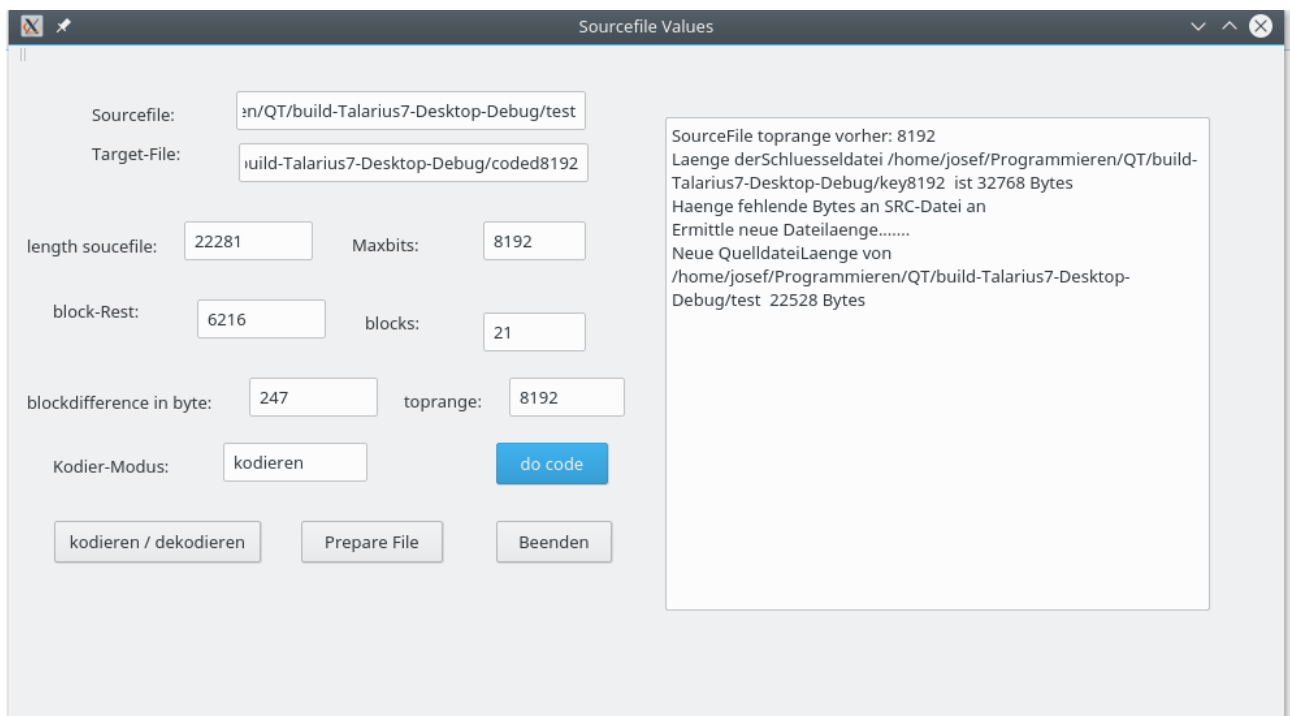 Sourcefile Values
Sourcefile:
en/QT/build-Talarius7-Desktop-Debug/test
Target-File:
build-Talarius7-Desktop-Debug/coded8192
length soucefile:
22281
Maxbits:
8192
block-Rest:
6216
blocks:
21
blockdifference in byte:
247
toprange:
8192
Kodier-Modus:
kodieren
do code
kodieren / dekodieren
Prepare File
Beenden
SourceFile toprange vorher: 8192
Laenge derSchluesseldatei /home/josef/Programmieren/QT/build-
Talarius7-Desktop-Debug/key8192 ist 32768 Bytes
Haenge fehlende Bytes an SRC-Datei an
Ermittle neue Dateilaenge.......
Neue QuelldateiLaenge von
/home/josef/Programmieren/QT/build-Talarius7-Desktop-
Debug/test 22528 Bytes